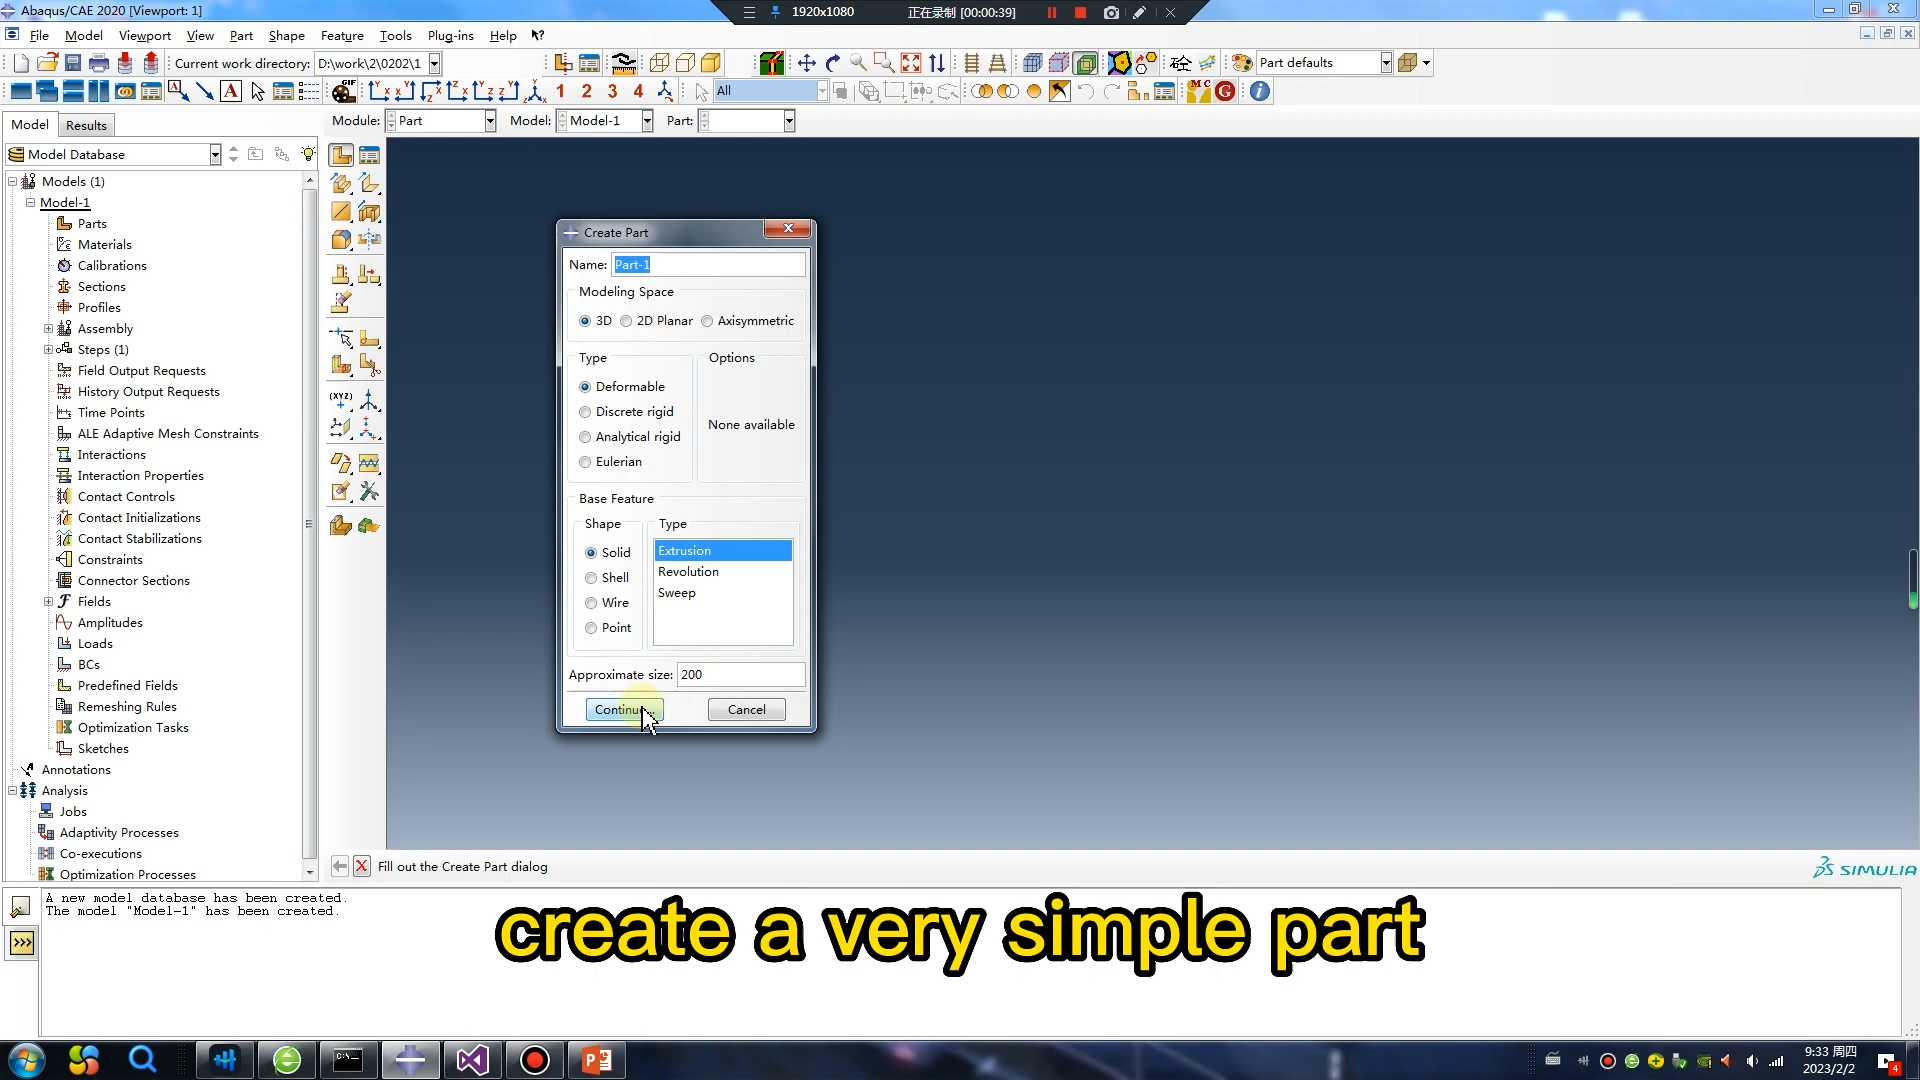 Abaqus/CAE 2020 [Viewport: 1]
1920x1080
正在录制 [00:00:39]
File Model Viewport View Part Shape Feature Tools Plug-ins Help
Current work directory: D:\work\2\0202\1
Part defaults
GIF
1 2 3 4
All
Model Results
Module: Part Model: Model-1 Part:
Model Database
Models (1)
Model-1
Parts
Materials
Calibrations
Sections
Profiles
Assembly
Steps (1)
Field Output Requests
History Output Requests
Time Points
ALE Adaptive Mesh Constraints
Interactions
Interaction Properties
Contact Controls
Contact Initializations
Contact Stabilizations
Constraints
Connector Sections
Fields
Amplitudes
Loads
BCs
Predefined Fields
Remeshing Rules
Optimization Tasks
Sketches
Annotations
Analysis
Jobs
Adaptivity Processes
Co-executions
Optimization Processes
(XYZ)
Create Part
Name: Part-1
Modeling Space
3D 2D Planar Axisymmetric
Type
Options
Deformable
Discrete rigid
Analytical rigid
Eulerian
None available
Base Feature
Shape
Type
Solid
Shell
Wire
Point
Extrusion
Revolution
Sweep
Approximate size: 200
Continue...
Cancel
Fill out the Create Part dialog
SIMULIA
A new model database has been created.
The model "Model-1" has been created.
create a very simple part
9:33 周四
2023/2/2
4